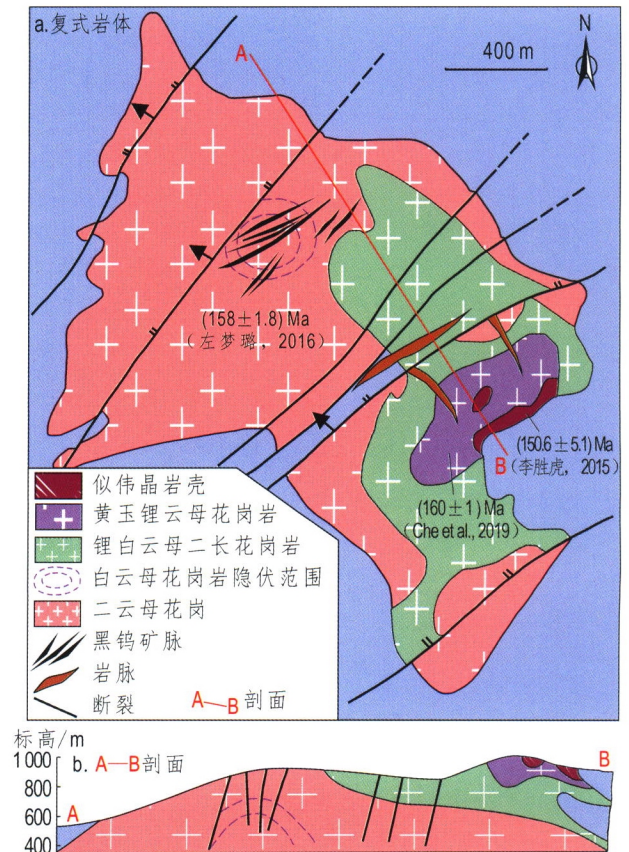 a.复式岩体
A
N
400 m
(158±1.8) Ma
(左梦璐, 2016)
(150.6±5.1) Ma
B (李胜虎, 2015)
(160±1) Ma
(Che et al., 2019)
似伟晶岩壳
黄玉锂云母花岗岩
锂白云母二长花岗岩
白云母花岗岩隐伏范围
二云母花岗
黑钨矿脉
岩脉
断裂
A—B 剖面
标高/m
b. A—B剖面
1 000
800
600
400
A
B